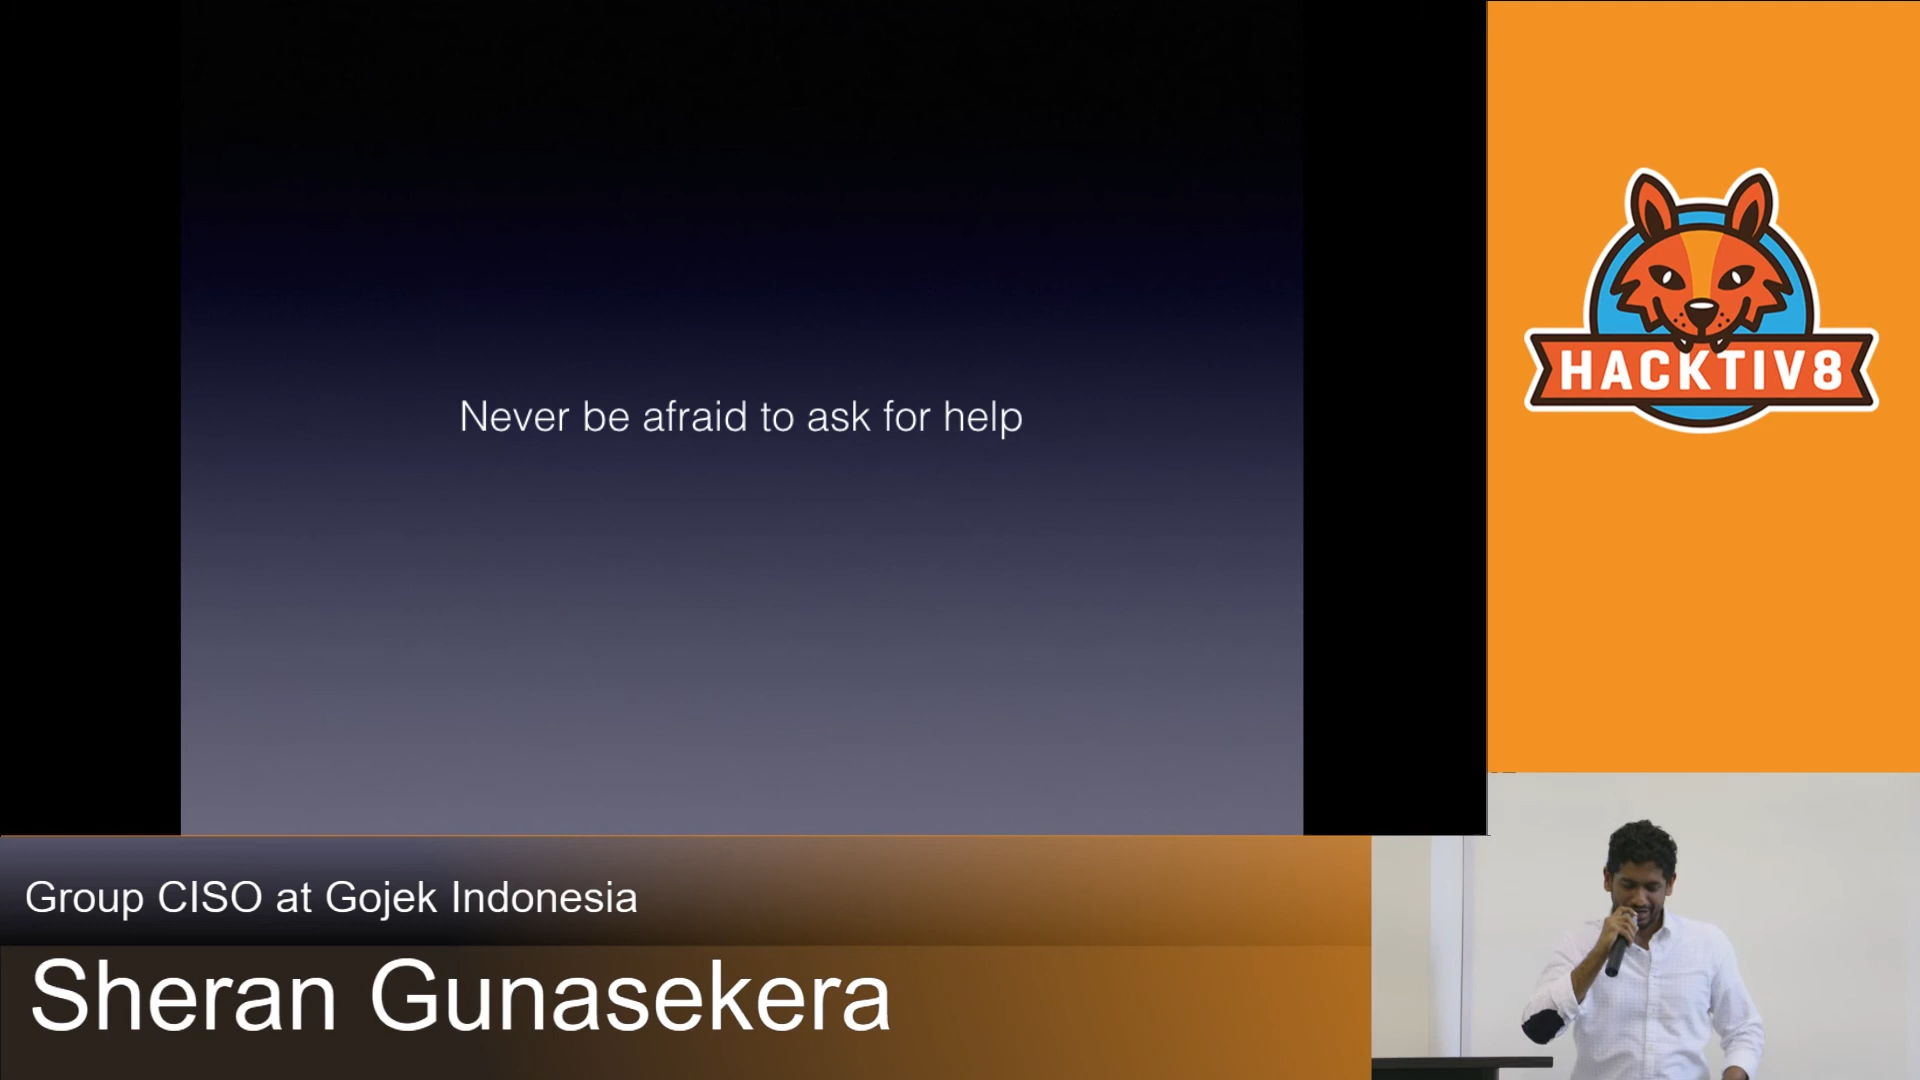 Never be afraid to ask for help
HACKTIV8
Group CISO at Gojek Indonesia
Sheran Gunasekera